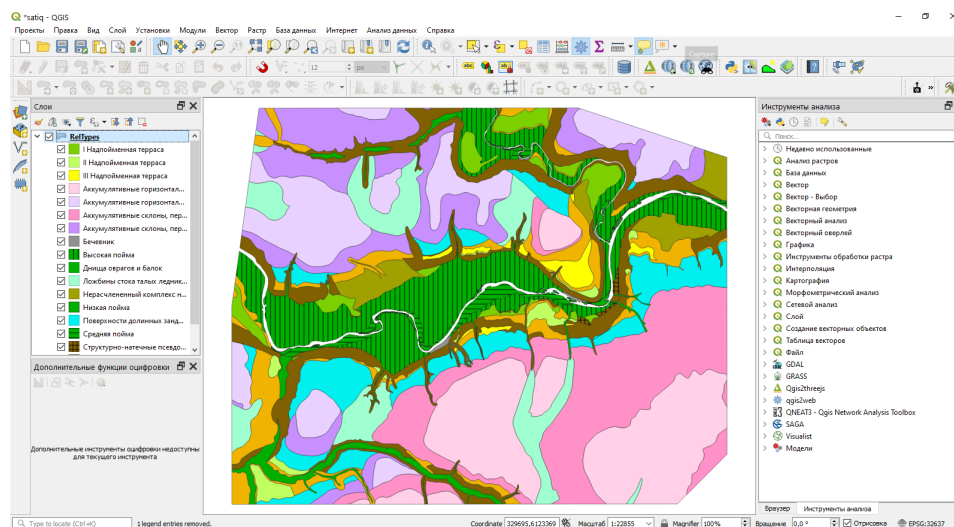 *satiq - QGIS
Проекты Правка Вид Слой Установки Модули Вектор Растр База данных Интернет Анализ данных Справка
12 px
abc abc
Слои
RelTypes
I Надпойменная терраса
II Надпойменная терраса
III Надпойменная терраса
Аккумулятивные горизонтал...
Аккумулятивные горизонтал...
Аккумулятивные склоны, пер...
Аккумулятивные склоны, пер...
Бечевник
Высокая пойма
Днища оврагов и балок
Ложбины стока талых ледник...
Нерасчлененный комплекс н...
Низкая пойма
Поверхности долинных занд...
Средняя пойма
Структурно-натечные псевдо...
Дополнительные функции оцифровки
Дополнительные инструменты оцифровки недоступны
для текущего инструмента
Инструменты анализа
Поиск...
Недавно использованные
Анализ растров
База данных
Вектор
Вектор - Выбор
Векторная геометрия
Векторный анализ
Векторный оверлей
Графика
Инструменты обработки растра
Интерполяция
Картография
Морфометрический анализ
Сетевой анализ
Слой
Создание векторных объектов
Таблица векторов
Файл
GDAL
GRASS
Qgis2threejs
qgis2web
QNEAT3 - Qgis Network Analysis Toolbox
SAGA
Visualist
Модели
Браузер Инструменты анализа
Type to locate (Ctrl+K) 1 legend entries removed. Coordinate 329695,6123369 Масштаб 1:22855 Magnifier 100% Вращение 0,0 ° Отрисовка EPSG:32637